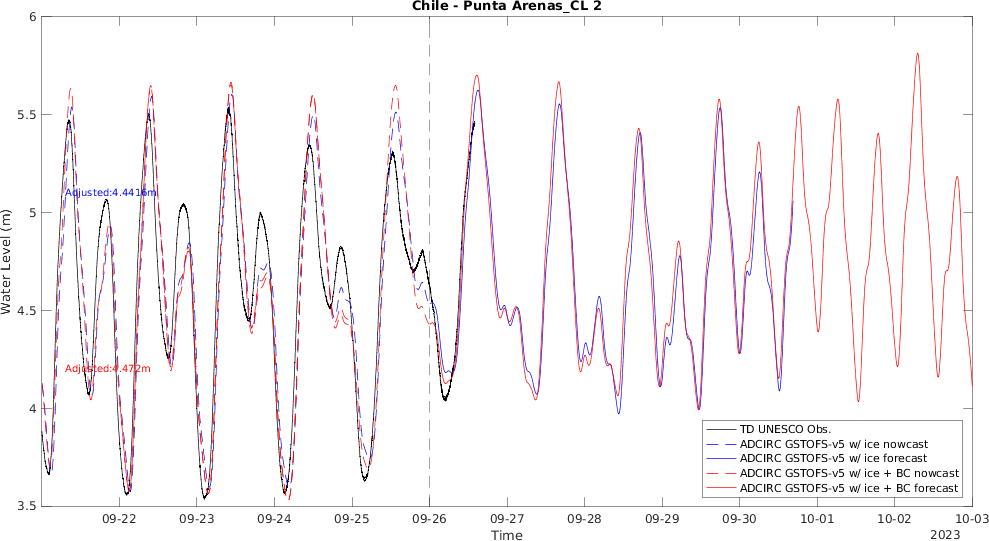 Chile - Punta Arenas_CL 2
6
5.5
5
4.5
4
3.5
Water Level (m)
Adjusted:4.4416m
Adjusted:4.472m
TD UNESCO Obs.
ADCIRC GSTOFS-v5 w/ ice nowcast
ADCIRC GSTOFS-v5 w/ ice forecast
ADCIRC GSTOFS-v5 w/ ice + BC nowcast
ADCIRC GSTOFS-v5 w/ ice + BC forecast
09-22 09-23 09-24 09-25 09-26 09-27 09-28 09-29 09-30 10-01 10-02 10-03
Time
2023